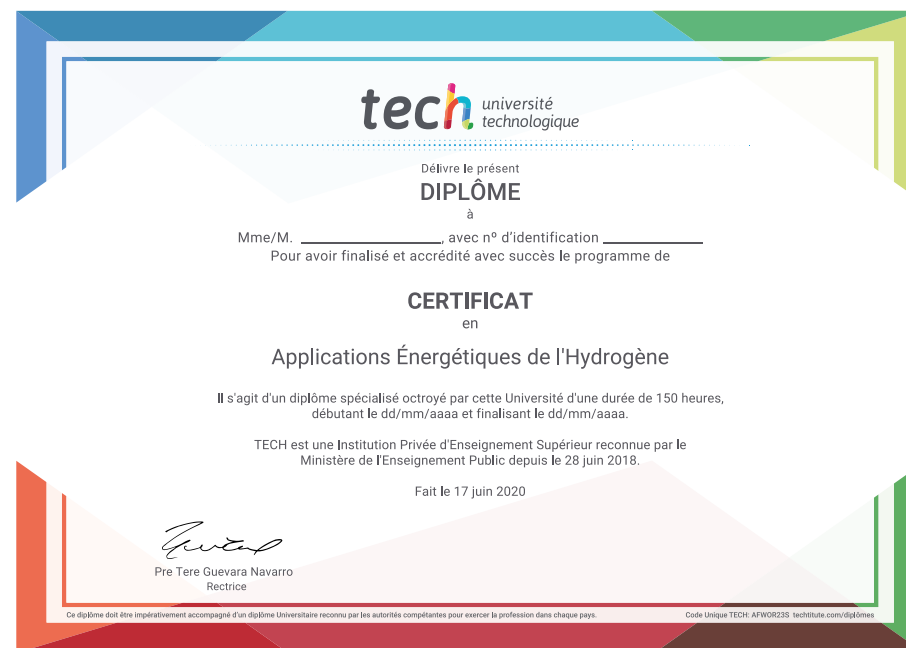 tech université
technologique
Délivre le présent
DIPLÔME
à
Mme/M. ____________________, avec nº d'identification ______________
Pour avoir finalisé et accrédité avec succès le programme de
CERTIFICAT
en
Applications Énergétiques de l'Hydrogène
Il s'agit d'un diplôme spécialisé octroyé par cette Université d'une durée de 150 heures,
débutant le dd/mm/aaaa et finalisant le dd/mm/aaaa.
TECH est une Institution Privée d'Enseignement Supérieur reconnue par le
Ministère de l'Enseignement Public depuis le 28 juin 2018.
Fait le 17 juin 2020
Pre Tere Guevara Navarro
Rectrice
Ce diplôme doit être impérativement accompagné d'un diplôme Universitaire reconnu par les autorités compétantes pour exercer la profession dans chaque pays.
Code Unique TECH: AFWOR23S techtitute.com/diplômes